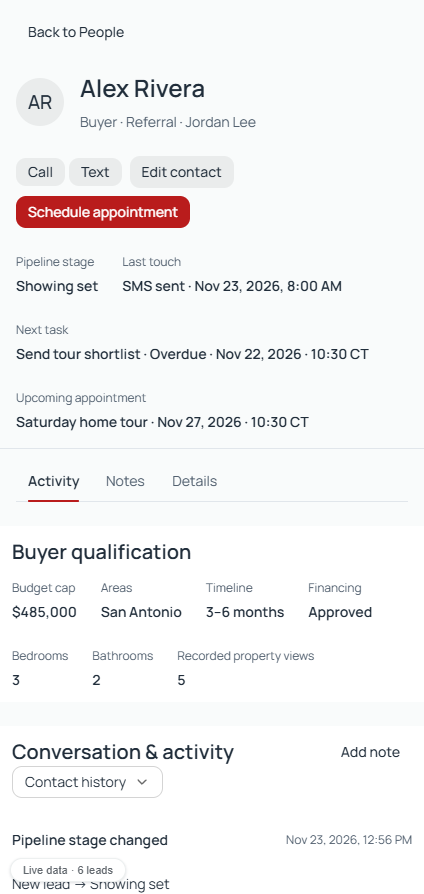 Back to People
AR
Alex Rivera
Buyer · Referral · Jordan Lee
Call
Text
Edit contact
Schedule appointment
Pipeline stage
Last touch
Showing set
SMS sent · Nov 23, 2026, 8:00 AM
Next task
Send tour shortlist · Overdue · Nov 22, 2026 · 10:30 CT
Upcoming appointment
Saturday home tour · Nov 27, 2026 · 10:30 CT
Activity
Notes
Details
Buyer qualification
Budget cap
Areas
Timeline
Financing
$485,000
San Antonio
3–6 months
Approved
Bedrooms
Bathrooms
Recorded property views
3
2
5
Conversation & activity
Add note
Contact history
Pipeline stage changed
Nov 23, 2026, 12:56 PM
Live data · 6 leads
New lead → Showing set